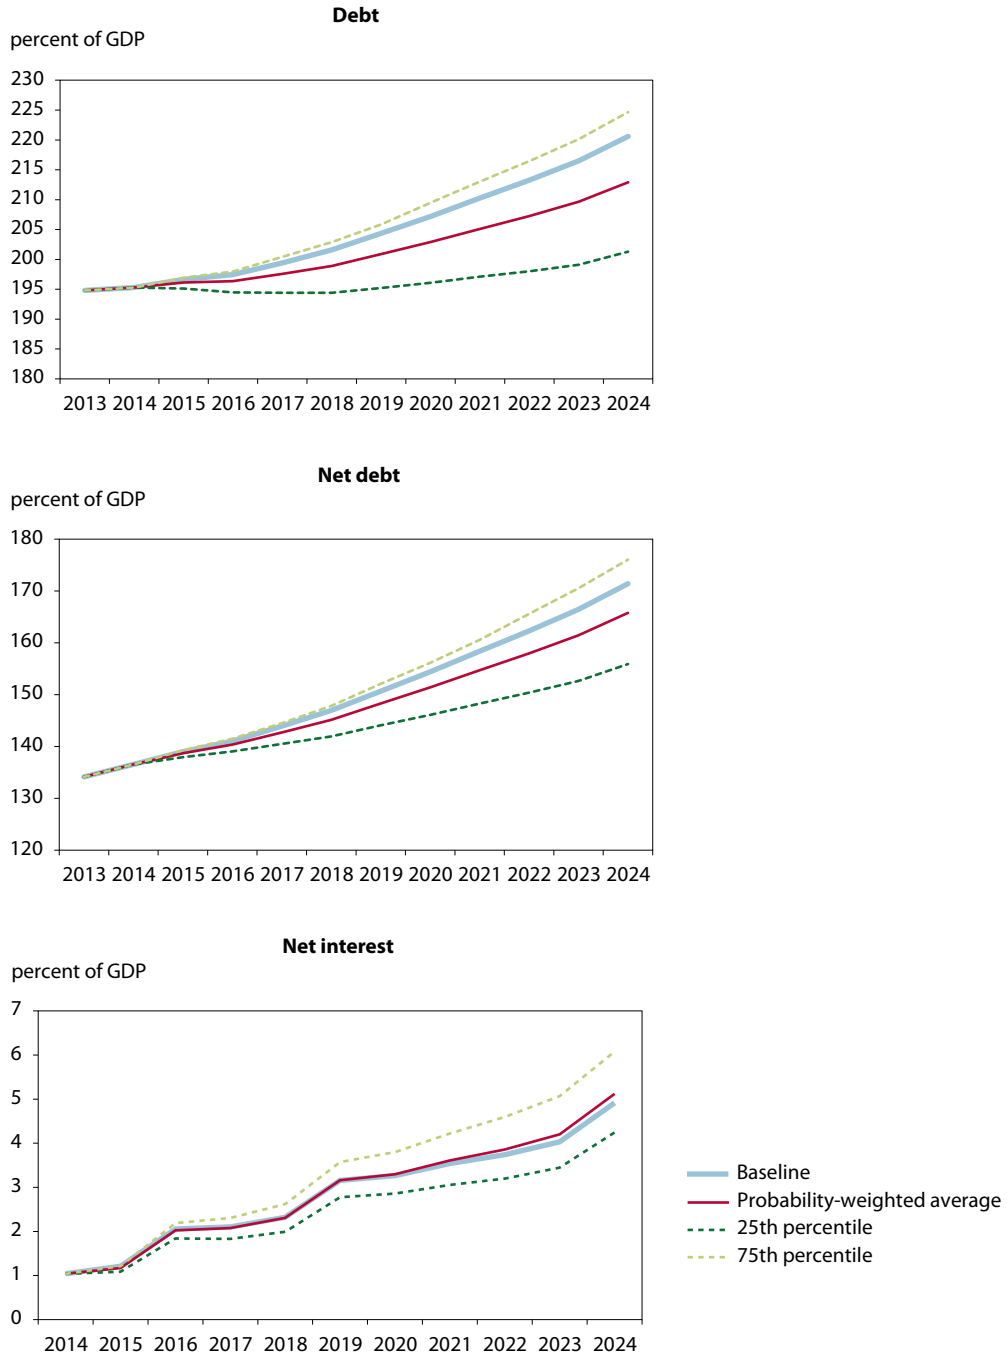 Debt
percent of GDP
230
225
220
215
210
205
200
195
190
185
180
2013 2014 2015 2016 2017 2018 2019 2020 2021 2022 2023 2024
Net debt
percent of GDP
180
170
160
150
140
130
120
2013 2014 2015 2016 2017 2018 2019 2020 2021 2022 2023 2024
Net interest
percent of GDP
7
6
5
4
3
2
1
0
2014 2015 2016 2017 2018 2019 2020 2021 2022 2023 2024
Baseline
Probability-weighted average
25th percentile
75th percentile